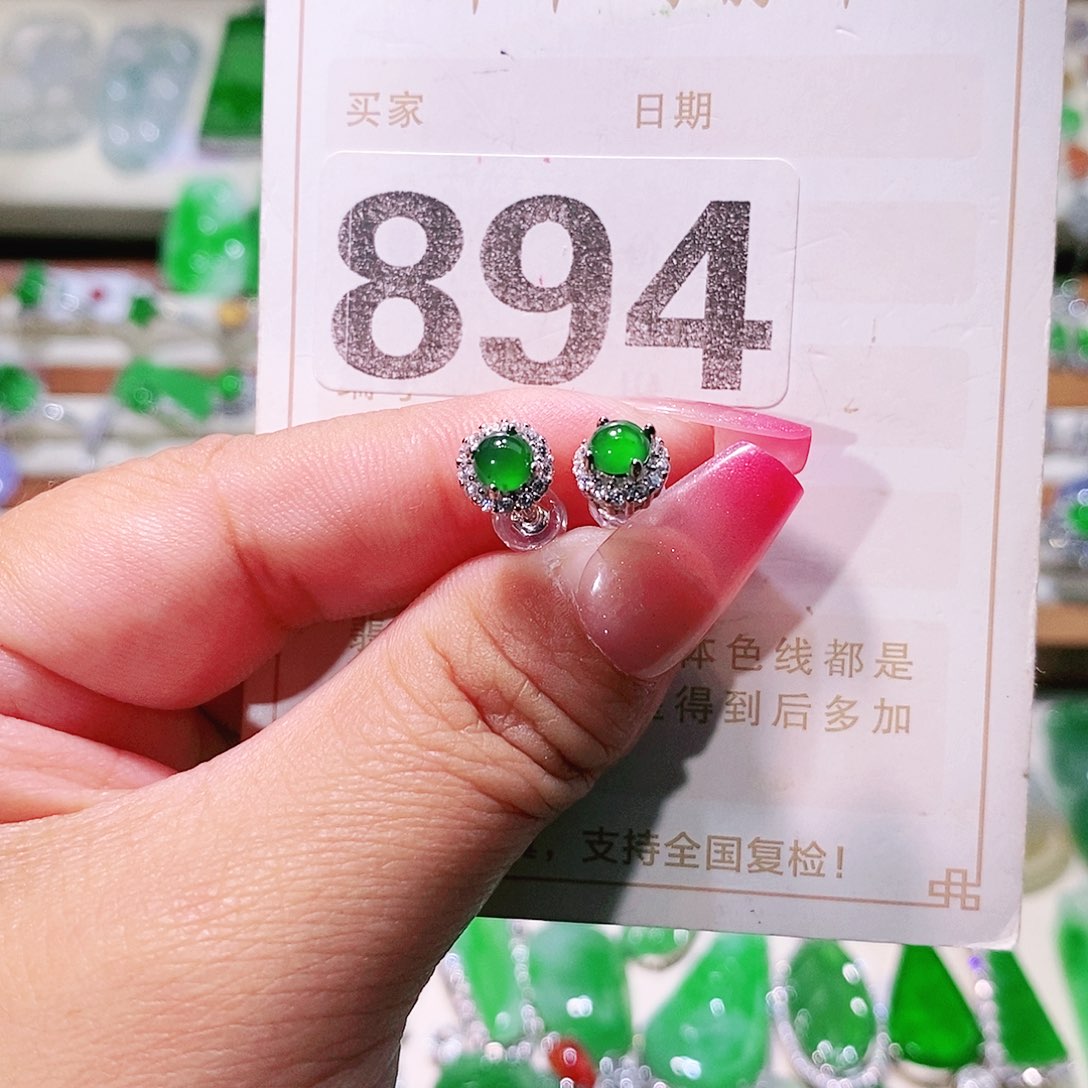 买家 日期
894
体色线都是
得到后多加
，支持全国复检！